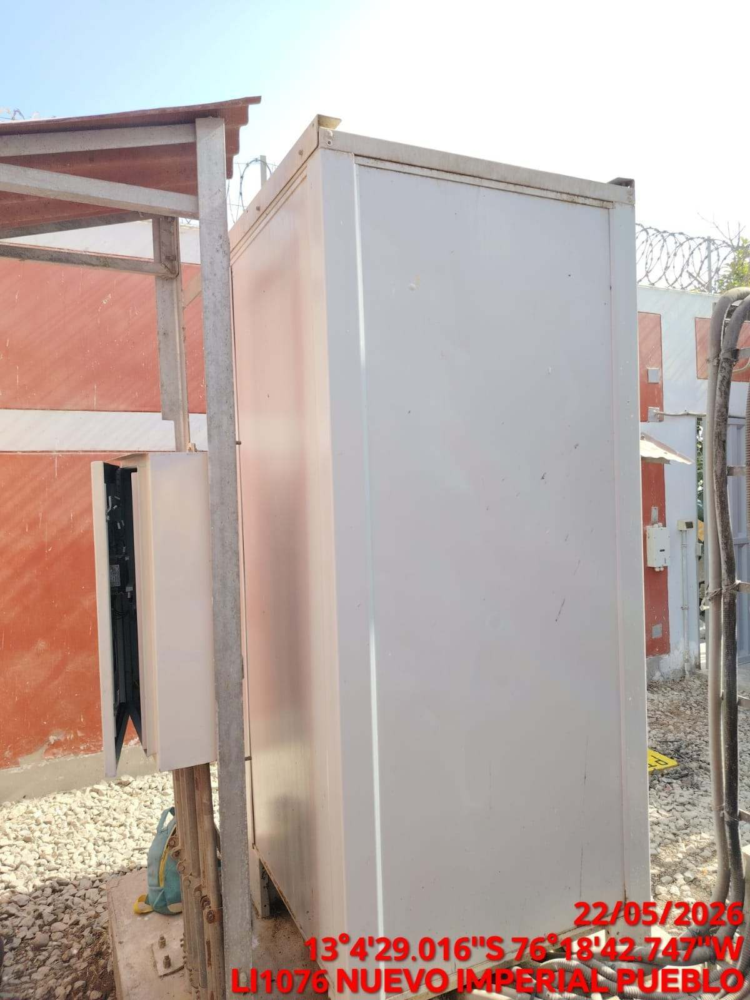 22/05/2026
13°4'29.016"S 76°18'42.747"W
LI1076 NUEVO IMPERIAL PUEBLO